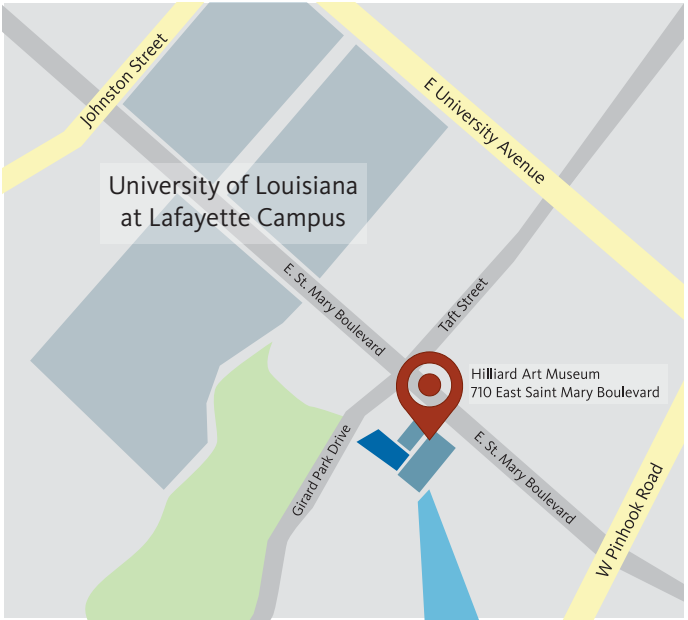 Johnston Street
E University Avenue
University of Louisiana
at Lafayette Campus
E. St. Mary Boulevard
Taft Street
Hilliard Art Museum
710 East Saint Mary Boulevard
Girard Park Drive
E. St. Mary Boulevard
W Pinhook Road